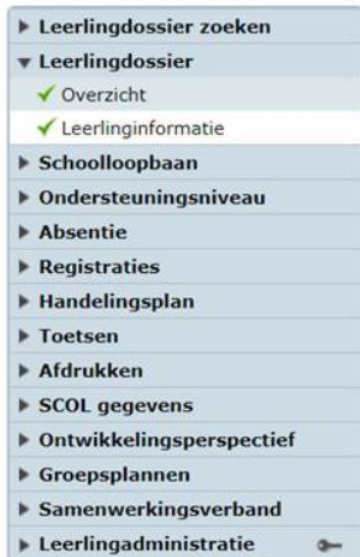 Leerlingdossier zoeken
Leerlingdossier
Overzicht
Leerlinginformatie
Schoolloopbaan
Ondersteuningsniveau
Absentie
Registraties
Handelingsplan
Toetsen
Afdrukken
SCOL gegevens
Ontwikkelingsperspectief
Groepsplannen
Samenwerkingsverband
Leerlingadministratie